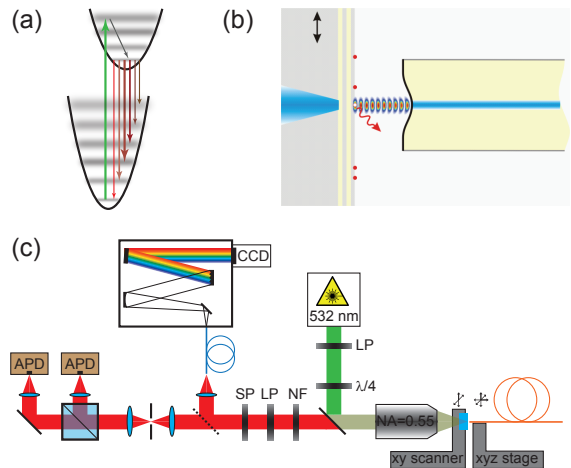 (a)
(b)
(c)
CCD
532 nm
LP
λ/4
APD
APD
SP
LP
NF
NA=0.55
xy scanner
xyz stage